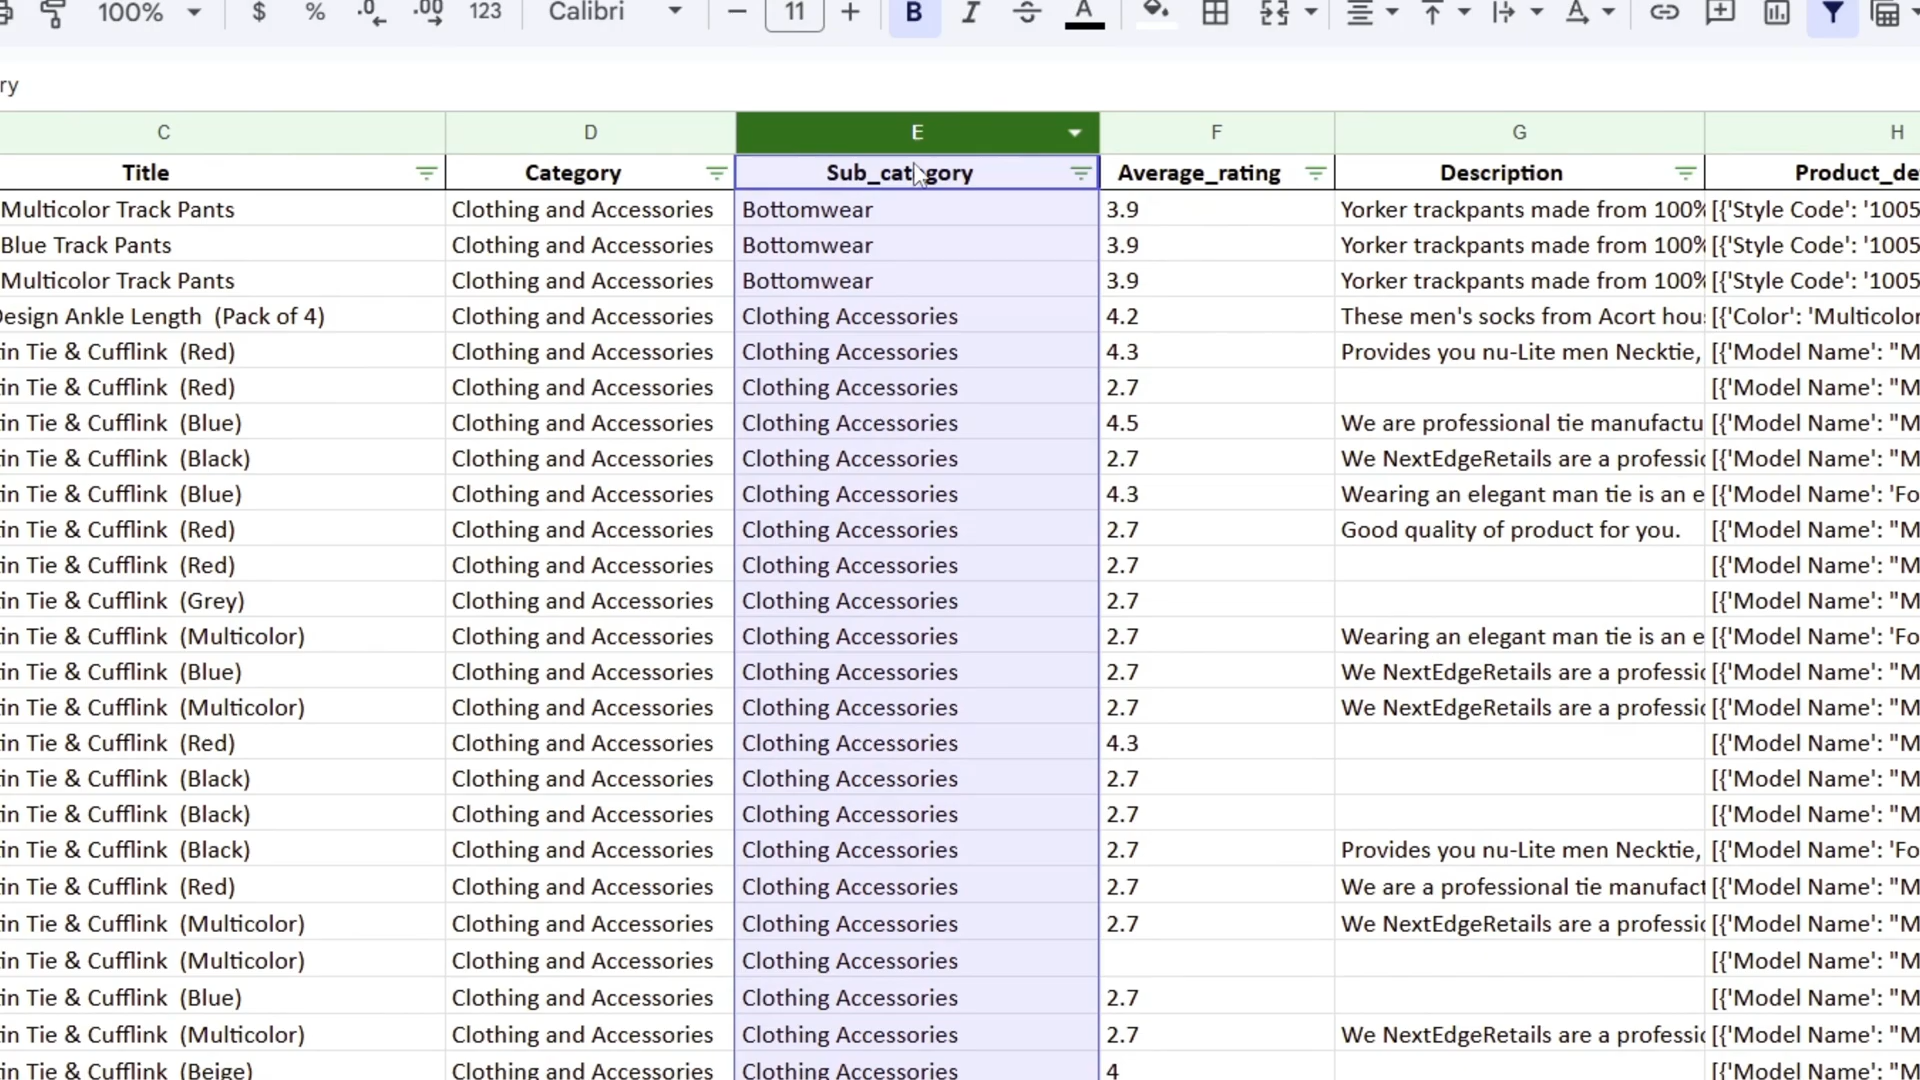 100% $ % .0 .00 123 Calibri 11 B I A A
ry
C D E F G H
Title Category Sub_category Average_rating Description Product_de
Multicolor Track Pants Clothing and Accessories Bottomwear 3.9 Yorker trackpants made from 100% [{'Style Code': '1005
Blue Track Pants Clothing and Accessories Bottomwear 3.9 Yorker trackpants made from 100% [{'Style Code': '1005
Multicolor Track Pants Clothing and Accessories Bottomwear 3.9 Yorker trackpants made from 100% [{'Style Code': '1005
Design Ankle Length (Pack of 4) Clothing and Accessories Clothing Accessories 4.2 These men's socks from Acort hou [{'Color': 'Multicolor
in Tie & Cufflink (Red) Clothing and Accessories Clothing Accessories 4.3 Provides you nu-Lite men Necktie, [{'Model Name': "M
in Tie & Cufflink (Red) Clothing and Accessories Clothing Accessories 2.7 [{'Model Name': "M
in Tie & Cufflink (Blue) Clothing and Accessories Clothing Accessories 4.5 We are professional tie manufactu [{'Model Name': "M
in Tie & Cufflink (Black) Clothing and Accessories Clothing Accessories 2.7 We NextEdgeRetails are a professic [{'Model Name': "M
in Tie & Cufflink (Blue) Clothing and Accessories Clothing Accessories 4.3 Wearing an elegant man tie is an e [{'Model Name': 'Fo
in Tie & Cufflink (Red) Clothing and Accessories Clothing Accessories 2.7 Good quality of product for you. [{'Model Name': "M
in Tie & Cufflink (Red) Clothing and Accessories Clothing Accessories 2.7 [{'Model Name': "M
in Tie & Cufflink (Grey) Clothing and Accessories Clothing Accessories 2.7 [{'Model Name': "M
in Tie & Cufflink (Multicolor) Clothing and Accessories Clothing Accessories 2.7 Wearing an elegant man tie is an e [{'Model Name': 'Fo
in Tie & Cufflink (Blue) Clothing and Accessories Clothing Accessories 2.7 We NextEdgeRetails are a professic [{'Model Name': "M
in Tie & Cufflink (Multicolor) Clothing and Accessories Clothing Accessories 2.7 We NextEdgeRetails are a professic [{'Model Name': "M
in Tie & Cufflink (Red) Clothing and Accessories Clothing Accessories 4.3 [{'Model Name': "M
in Tie & Cufflink (Black) Clothing and Accessories Clothing Accessories 2.7 [{'Model Name': "M
in Tie & Cufflink (Black) Clothing and Accessories Clothing Accessories 2.7 [{'Model Name': "M
in Tie & Cufflink (Black) Clothing and Accessories Clothing Accessories 2.7 Provides you nu-Lite men Necktie, [{'Model Name': 'Fo
in Tie & Cufflink (Red) Clothing and Accessories Clothing Accessories 2.7 We are a professional tie manufact [{'Model Name': "M
in Tie & Cufflink (Multicolor) Clothing and Accessories Clothing Accessories 2.7 We NextEdgeRetails are a professic [{'Model Name': "M
in Tie & Cufflink (Multicolor) Clothing and Accessories Clothing Accessories [{'Model Name': "M
in Tie & Cufflink (Blue) Clothing and Accessories Clothing Accessories 2.7 [{'Model Name': "M
in Tie & Cufflink (Multicolor) Clothing and Accessories Clothing Accessories 2.7 We NextEdgeRetails are a professic [{'Model Name': "M
in Tie & Cufflink (Beige) Clothing and Accessories Clothing Accessories 4 [{'Model Name': "M